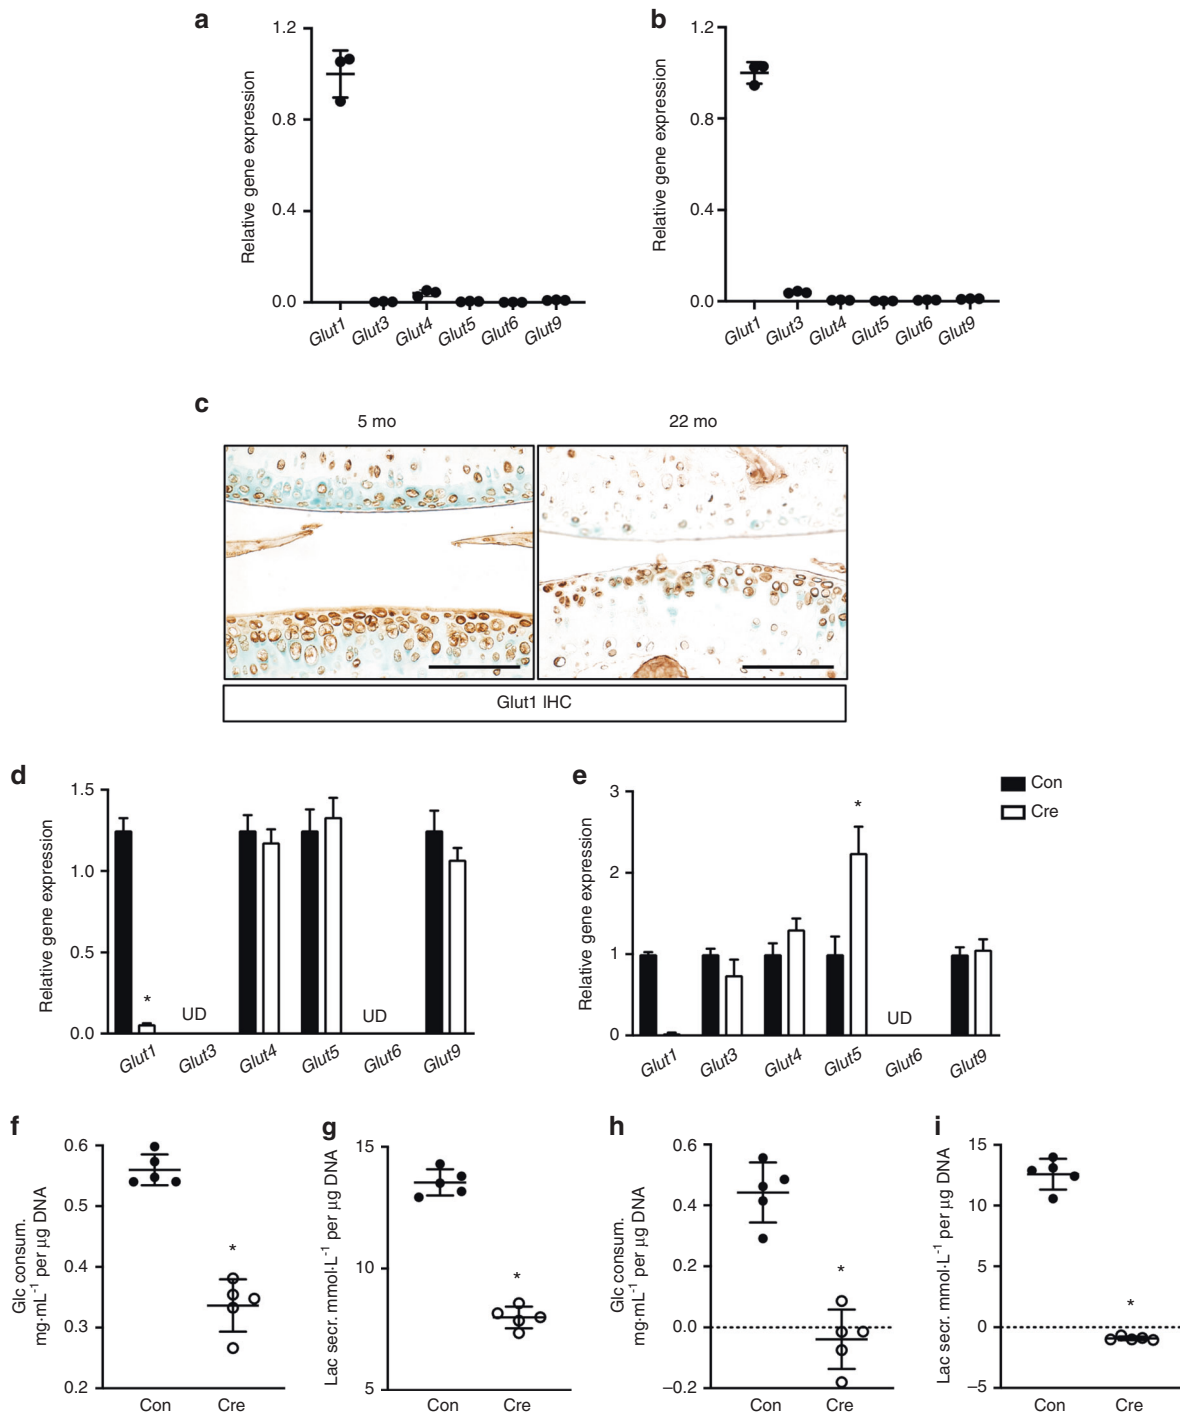 a
Relative gene expression
1.2
0.8
0.4
0.0
Glut1
Glut3
Glut4
Glut5
Glut6
Glut9
b
Relative gene expression
1.2
0.8
0.4
0.0
Glut1
Glut3
Glut4
Glut5
Glut6
Glut9
c
5 mo
22 mo
Glut1 IHC
d
Relative gene expression
1.5
1.0
0.5
0.0
*
UD
UD
Glut1
Glut3
Glut4
Glut5
Glut6
Glut9
e
Relative gene expression
3
2
1
0
*
UD
Glut1
Glut3
Glut4
Glut5
Glut6
Glut9
Con
Cre
f
Glc consum.
mg·mL⁻¹ per μg DNA
0.6
0.5
0.4
0.3
0.2
*
Con
Cre
g
Lac secr. mmol·L⁻¹ per μg DNA
15
10
5
*
Con
Cre
h
Glc consum.
mg·mL⁻¹ per μg DNA
0.6
0.4
0.2
0.0
–0.2
*
Con
Cre
i
Lac secr. mmol·L⁻¹ per μg DNA
15
10
5
0
–5
*
Con
Cre